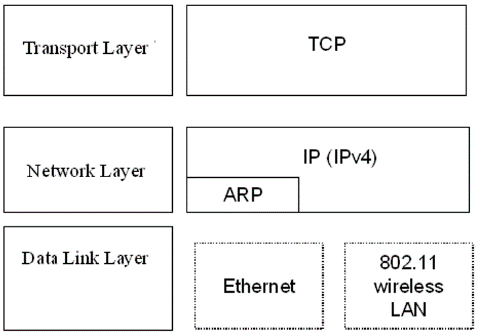 Transport Layer
TCP
Network Layer
IP (IPv4)
ARP
Data Link Layer
Ethernet
802.11
wireless
LAN